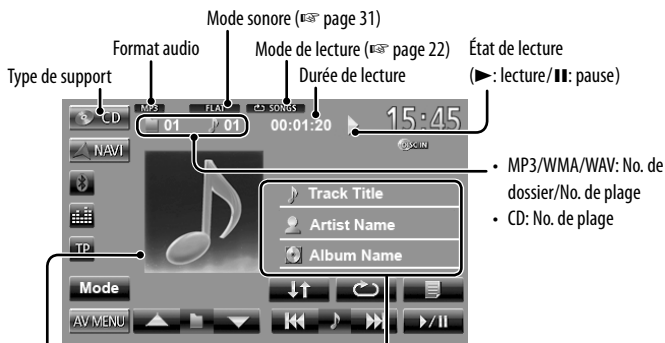 Mode sonore (☞ page 31)
Format audio
Mode de lecture (☞ page 22)
État de lecture
Type de support
Durée de lecture
(►: lecture/❚❚: pause)
MP3
FLAT
SONGS
CD
01
01
00:01:20
15:45
DISC IN
NAVI
• MP3/WMA/WAV: No. de
dossier/No. de plage
• CD: No. de plage
Track Title
Artist Name
Album Name
TP
Mode
AV MENU